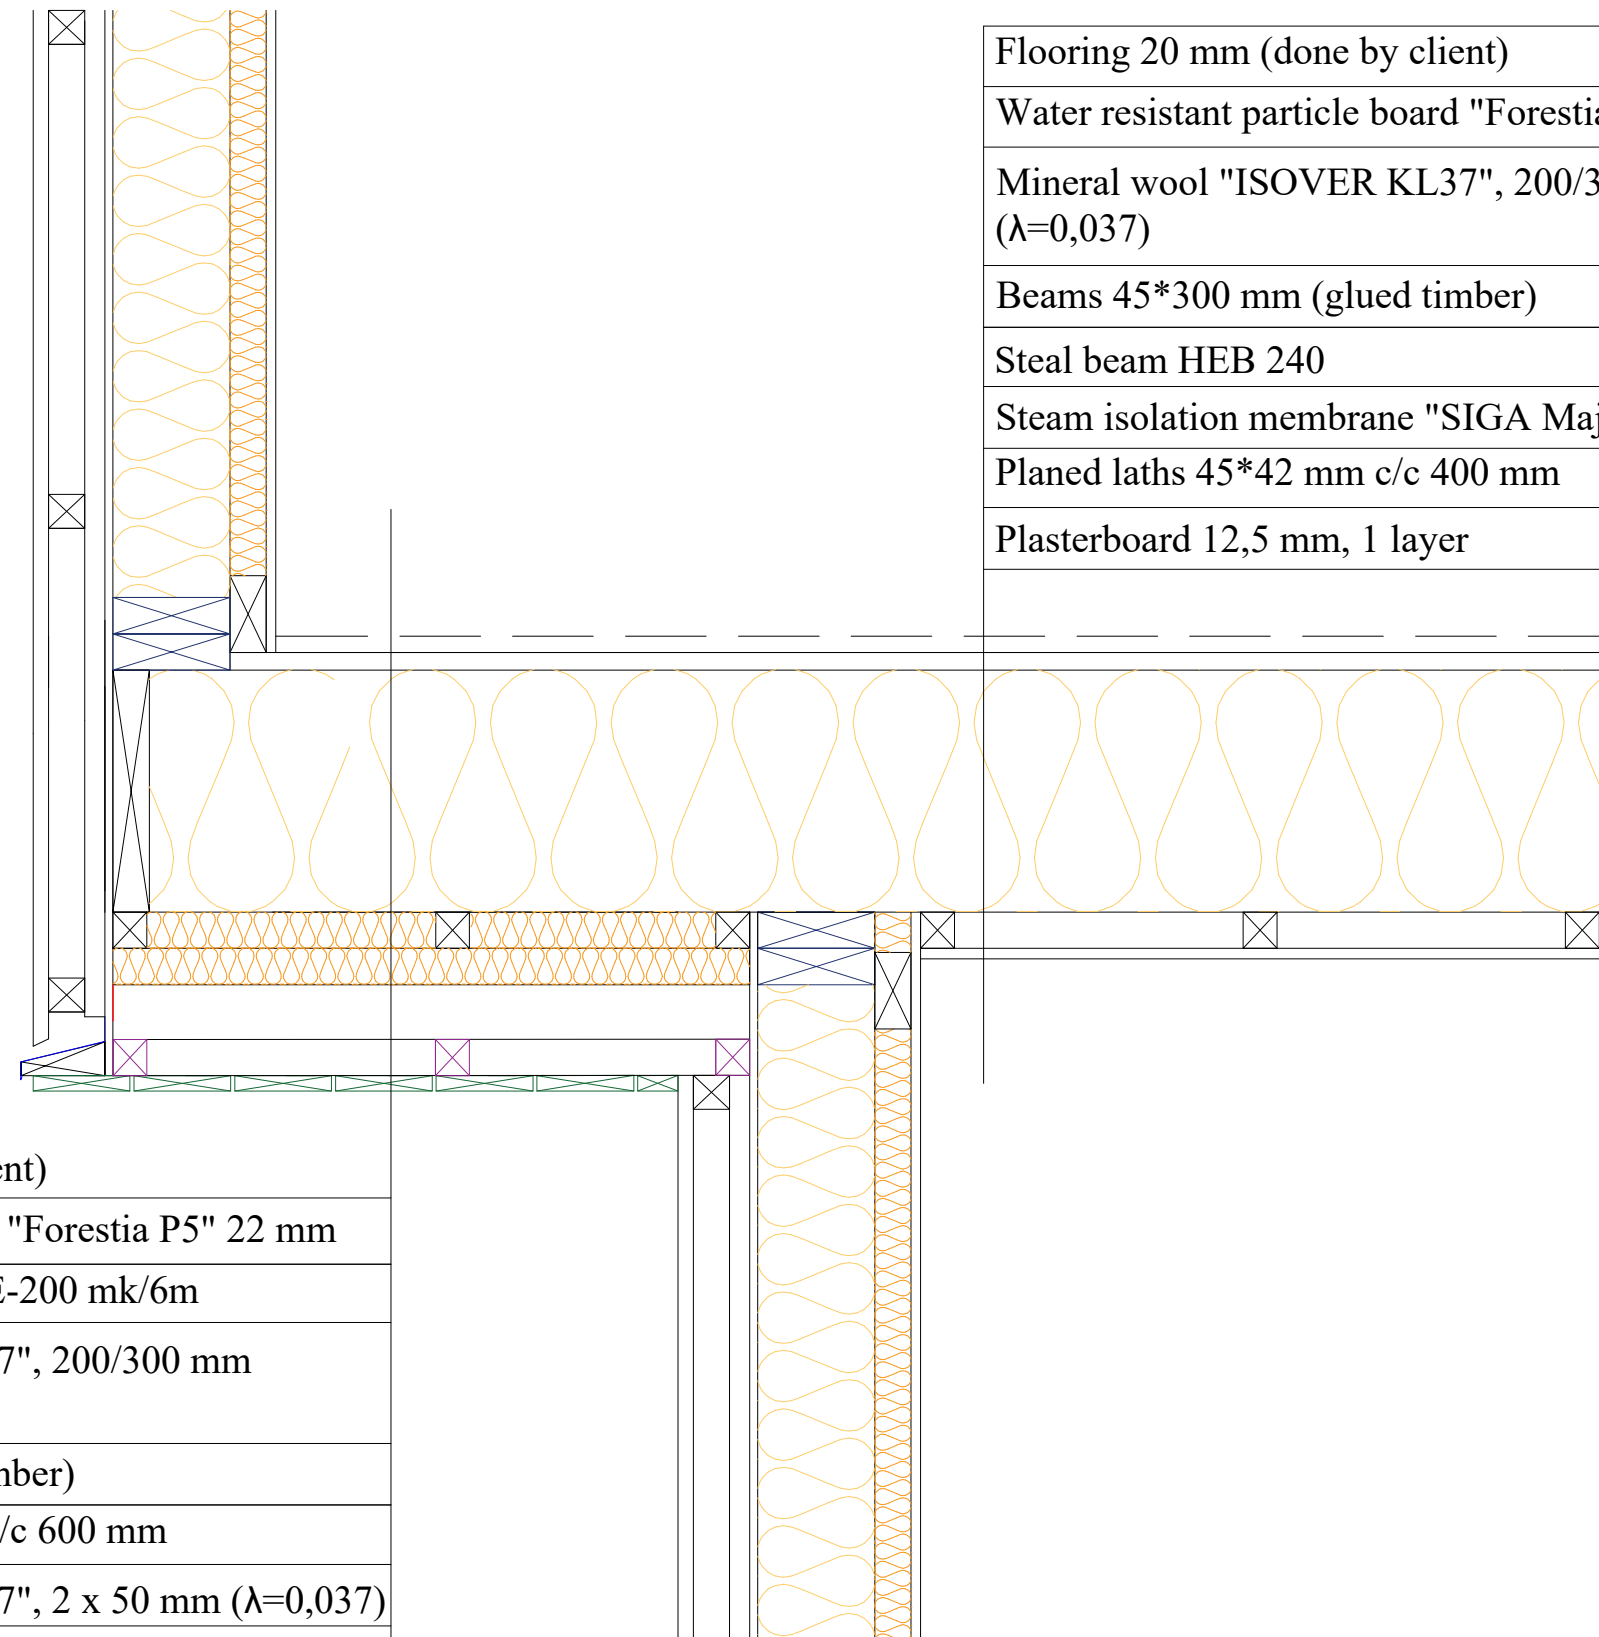 Flooring 20 mm (done by client)
Water resistant particle board "Forestia
Mineral wool "ISOVER KL37", 200/3
(λ=0,037)
Beams 45*300 mm (glued timber)
Steal beam HEB 240
Steam isolation membrane "SIGA Maj
Planed laths 45*42 mm c/c 400 mm
Plasterboard 12,5 mm, 1 layer
ent)
"Forestia P5" 22 mm
E-200 mk/6m
7", 200/300 mm
mber)
/c 600 mm
7", 2 x 50 mm (λ=0,037)